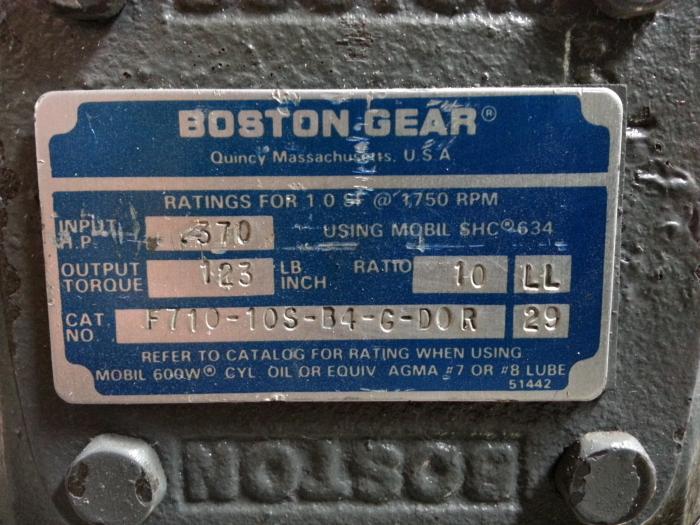 BOSTON GEAR®
Quincy Massachusetts, U.S.A
RATINGS FOR 1.0 SF @ 1750 RPM
INPUT H.P. .370 USING MOBIL SHC® 634
OUTPUT TORQUE 123 LB INCH RATIO 10 LL
CAT NO. F710-10S-B4-G-D0R 29
REFER TO CATALOG FOR RATING WHEN USING
MOBIL 600W® CYL OIL OR EQUIV AGMA #7 OR #8 LUBE
51442
BOSTON